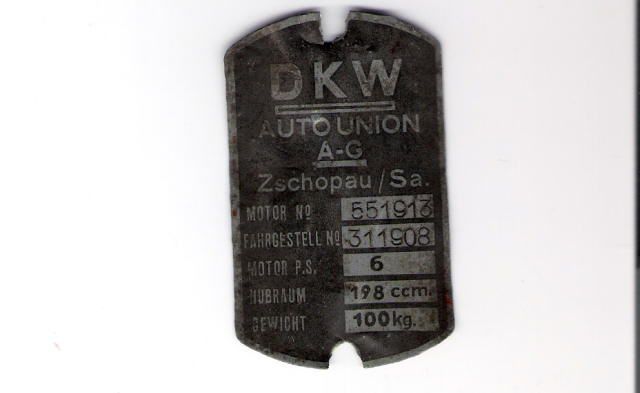 DKW
AUTO UNION
A-G
Zschopau/Sa.
MOTOR No 551913
FAHRGESTELL No 311908
MOTOR P.S. 6
HUBRAUM 198 ccm.
GEWICHT 100kg.